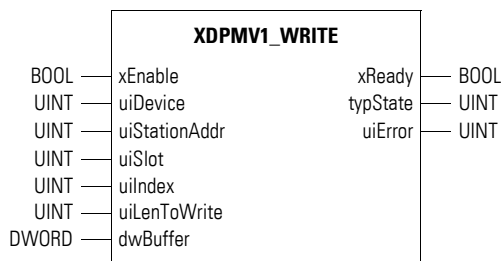 XDPMV1_WRITE
BOOL xEnable xReady BOOL
UINT uiDevice typState UINT
UINT uiStationAddr uiError UINT
UINT uiSlot
UINT uiIndex
UINT uiLenToWrite
DWORD dwBuffer